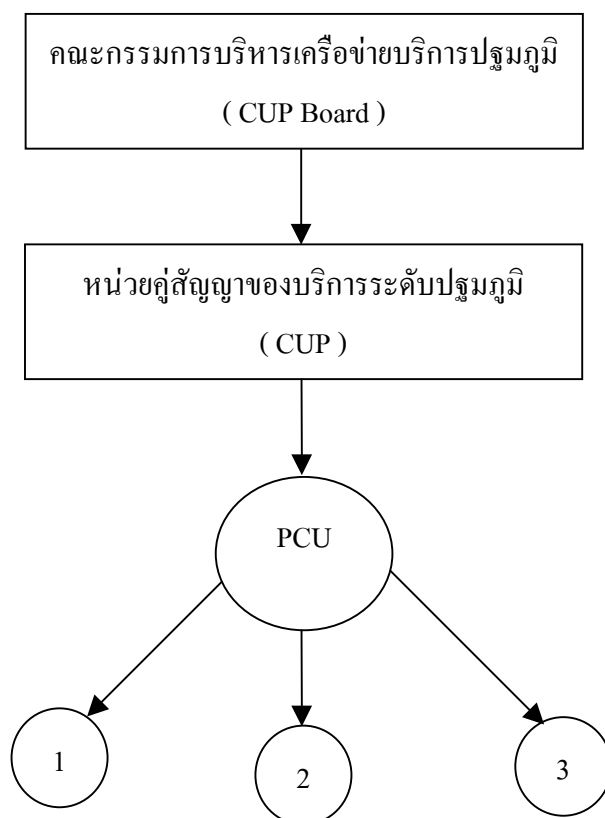 คณะกรรมการบริหารเครือข่ายบริการปฐมภูมิ
( CUP Board )
หน่วยคู่สัญญาของบริการระดับปฐมภูมิ
( CUP )
PCU
1
2
3